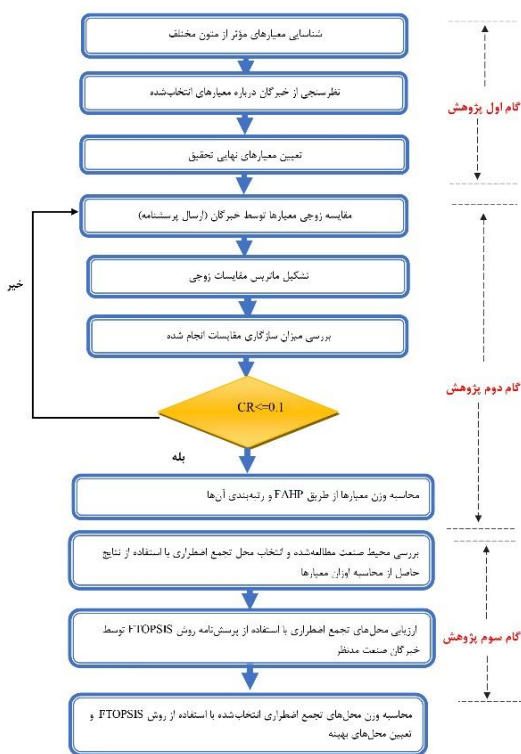 شناسایی معیارهای مؤثر از متون مختلف
نظرسنجی از خبرگان درباره معیارهای انتخاب‌شده
گام اول پژوهش
تعیین معیارهای نهایی تحقیق
مقایسه زوجی معیارها توسط خبرگان (ارسال پرسشنامه)
خیر
تشکیل ماتریس مقایسات زوجی
بررسی میزان سازگاری مقایسات انجام شده
گام دوم پژوهش
CR<=0.1
بله
محاسبه وزن معیارها از طریق FAHP و رتبه‌بندی آن‌ها
بررسی محیط صنعت مطالعه‌شده و انتخاب محل تجمع اضطراری با استفاده از نتایج
حاصل از محاسبه اوزان معیارها
ارزیابی محل‌های تجمع اضطراری با استفاده از پرسش‌نامه روش FTOPSIS توسط
خبرگان صنعت مدنظر
گام سوم پژوهش
محاسبه وزن محل‌های تجمع اضطراری انتخاب‌شده با استفاده از روش FTOPSIS و
تعیین محل‌های بهینه